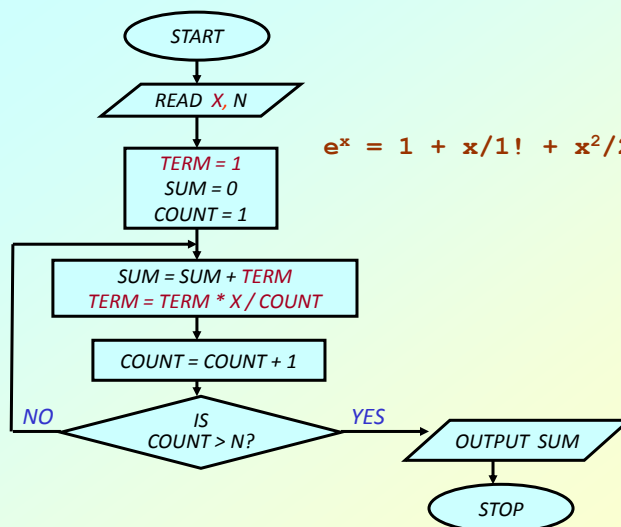 START
READ X, N
e^x = 1 + x/1! + x²/2
TERM = 1
SUM = 0
COUNT = 1
SUM = SUM + TERM
TERM = TERM * X / COUNT
COUNT = COUNT + 1
NO
IS
COUNT > N?
YES
OUTPUT SUM
STOP